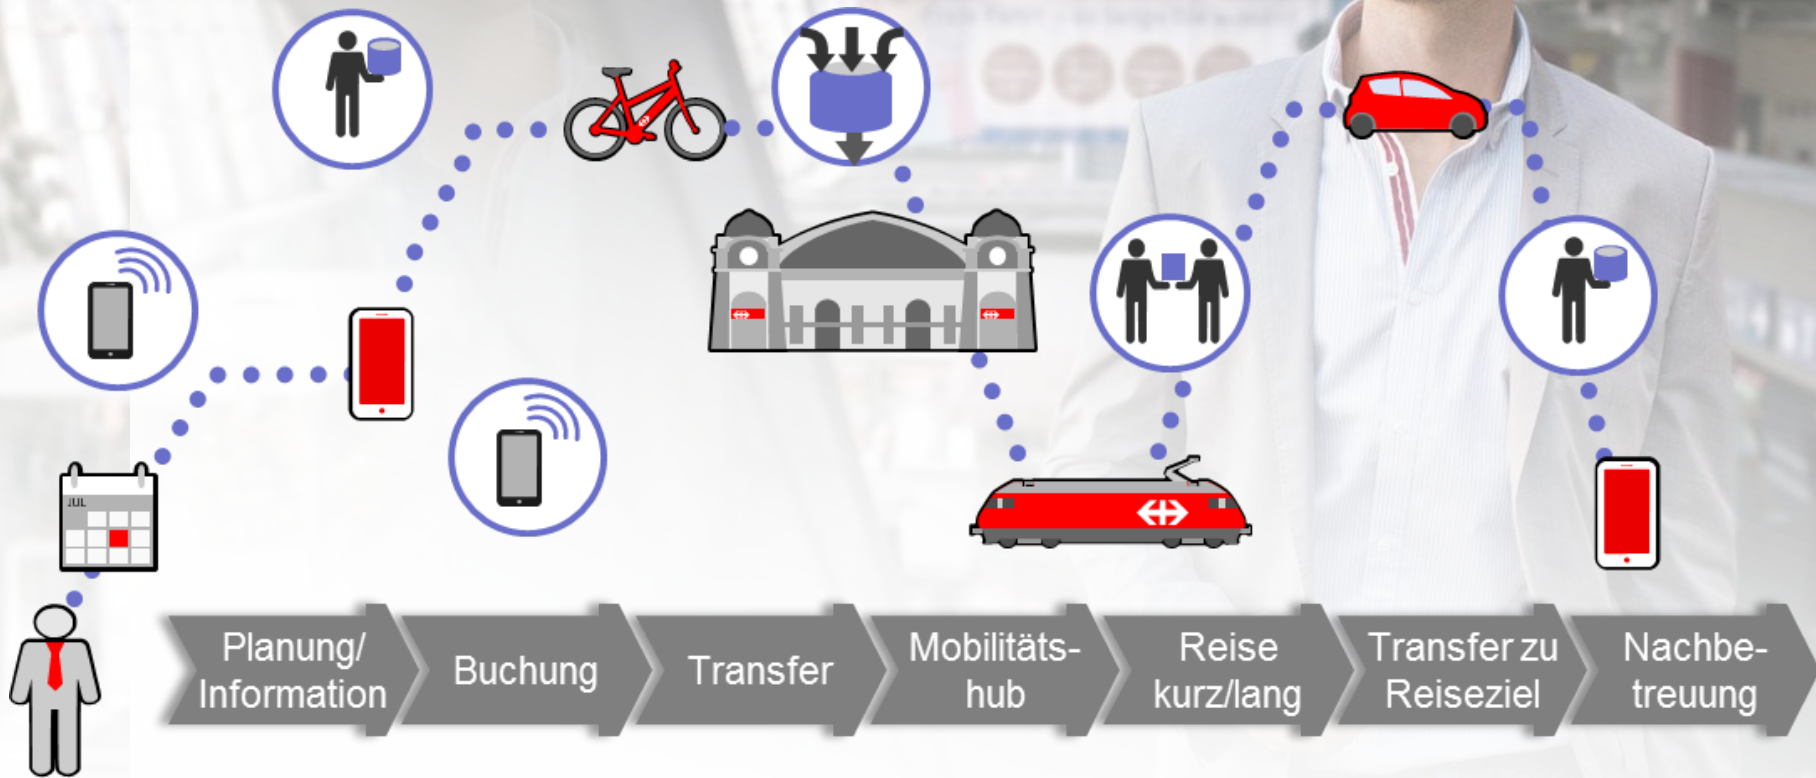 JUL
Planung/
Information
Buchung
Transfer
Mobilitäts-
hub
Reise
kurz/lang
Transfer zu
Reiseziel
Nachbe-
treuung